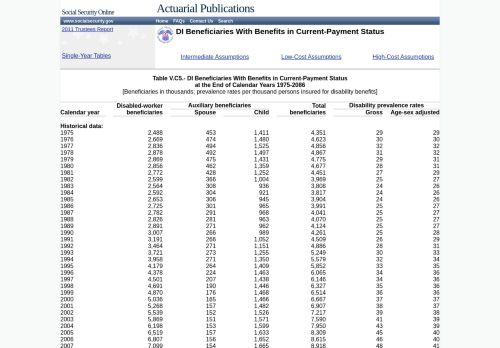 Social Security Online
Actuarial Publications
www.socialsecurity.gov Home FAQs Contact Us Search
2011 Trustees Report
DI Beneficiaries With Benefits in Current-Payment Status
Single-Year Tables
Intermediate Assumptions Low-Cost Assumptions High-Cost Assumptions
Table V.C5.- DI Beneficiaries With Benefits in Current-Payment Status
at the End of Calendar Years 1975-2086
[Beneficiaries in thousands; prevalence rates per thousand persons insured for disability benefits]
Disabled-worker Auxiliary beneficiaries Total Disability prevalence rates
Calendar year beneficiaries Spouse Child beneficiaries Gross Age-sex adjusted
Historical data:
1975 2,488 453 1,411 4,351 29 29
1976 2,669 474 1,480 4,623 30 30
1977 2,836 494 1,525 4,856 32 32
1978 2,878 492 1,497 4,867 31 32
1979 2,869 475 1,431 4,775 29 31
1980 2,856 462 1,359 4,677 28 31
1981 2,772 428 1,252 4,451 27 29
1982 2,599 366 1,004 3,969 25 27
1983 2,564 308 936 3,808 24 26
1984 2,592 304 921 3,817 24 26
1985 2,653 306 945 3,904 24 26
1986 2,725 301 965 3,991 25 27
1987 2,782 291 968 4,041 25 27
1988 2,826 281 963 4,070 25 27
1989 2,891 271 962 4,124 25 27
1990 3,007 266 989 4,261 25 28
1991 3,191 266 1,052 4,509 26 29
1992 3,464 271 1,151 4,886 28 31
1993 3,721 273 1,255 5,249 30 33
1994 3,958 271 1,350 5,579 32 34
1995 4,179 264 1,409 5,852 33 35
1996 4,378 224 1,463 6,065 34 36
1997 4,501 207 1,438 6,146 34 36
1998 4,691 190 1,446 6,327 35 36
1999 4,870 176 1,468 6,514 36 36
2000 5,036 165 1,466 6,667 37 37
2001 5,268 157 1,482 6,907 38 37
2002 5,539 152 1,526 7,217 39 38
2003 5,869 151 1,571 7,590 41 39
2004 6,198 153 1,599 7,950 43 39
2005 6,519 157 1,633 8,309 45 40
2006 6,807 156 1,652 8,615 46 40
2007 7,099 154 1,665 8,918 48 41